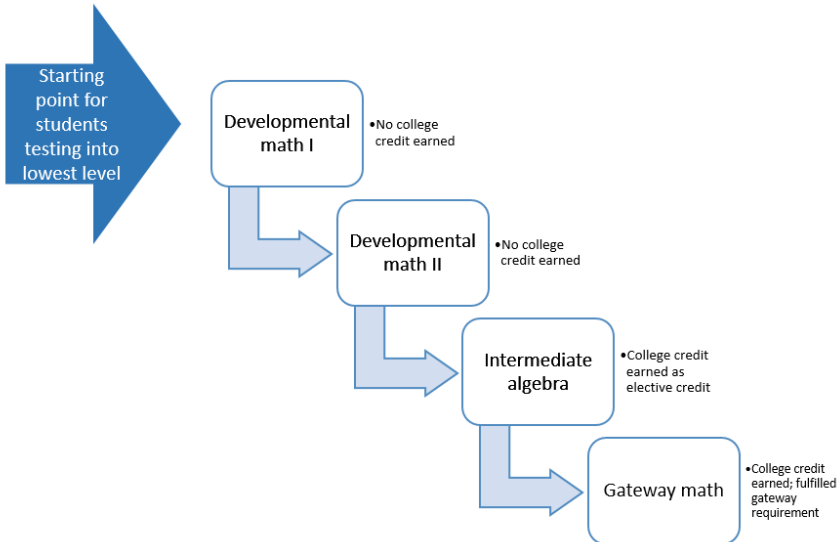 Starting
point for
students
testing into
lowest level
Developmental
math I
•No college
credit earned
Developmental
math II
•No college
credit earned
Intermediate
algebra
•College credit
earned as
elective credit
Gateway math
•College credit
earned; fulfilled
gateway
requirement